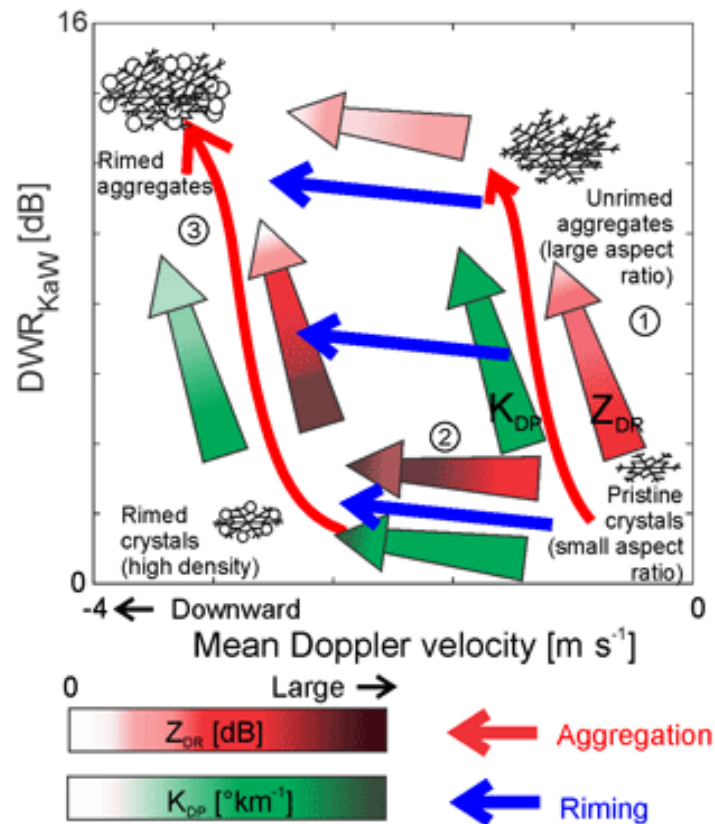 16
DWR_KaW [dB]
0
Rimed
aggregates
③
Unrimed
aggregates
(large aspect
ratio)
①
K_DP
Z_DR
②
Rimed
crystals
(high density)
Pristine
crystals
(small aspect
ratio)
-4
Downward
0
Mean Doppler velocity [m s⁻¹]
0
Large
Z_DR [dB]
Aggregation
K_DP [°km⁻¹]
Riming